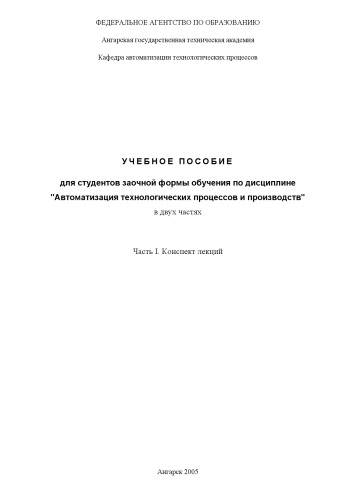 ФЕДЕРАЛЬНОЕ АГЕНТСТВО ПО ОБРАЗОВАНИЮ
Ангарская государственная техническая академия
Кафедра автоматизации технологических процессов
УЧЕБНОЕ ПОСОБИЕ
для студентов заочной формы обучения по дисциплине
"Автоматизация технологических процессов и производств"
в двух частях
Часть I. Конспект лекций
Ангарск 2005